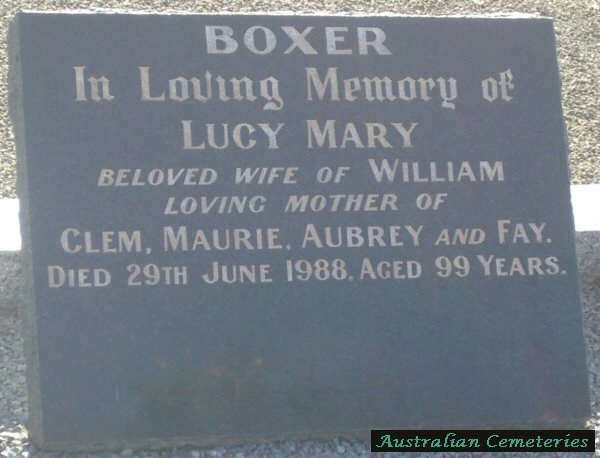 BOXER
In Loving Memory of
LUCY MARY
BELOVED WIFE OF WILLIAM
LOVING MOTHER OF
CLEM, MAURIE, AUBREY AND FAY.
DIED 29TH JUNE 1988, AGED 99 YEARS.
Australian Cemeteries